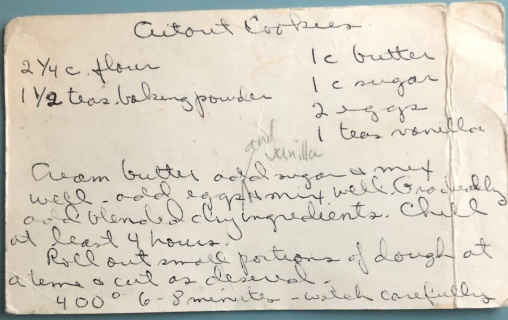 Cutout Cookies
2 1/4 c. flour
1 1/2 teas. baking powder
1 c butter
1 c sugar
2 eggs
1 teas vanilla
and vanilla
Cream butter add sugar & mix
well - add eggs & mix well. Gradually
add blended dry ingredients. Chill
at least 4 hours.
Roll out small portions of dough at
a time & cut as desired -
400° 6-8 minutes - watch carefully